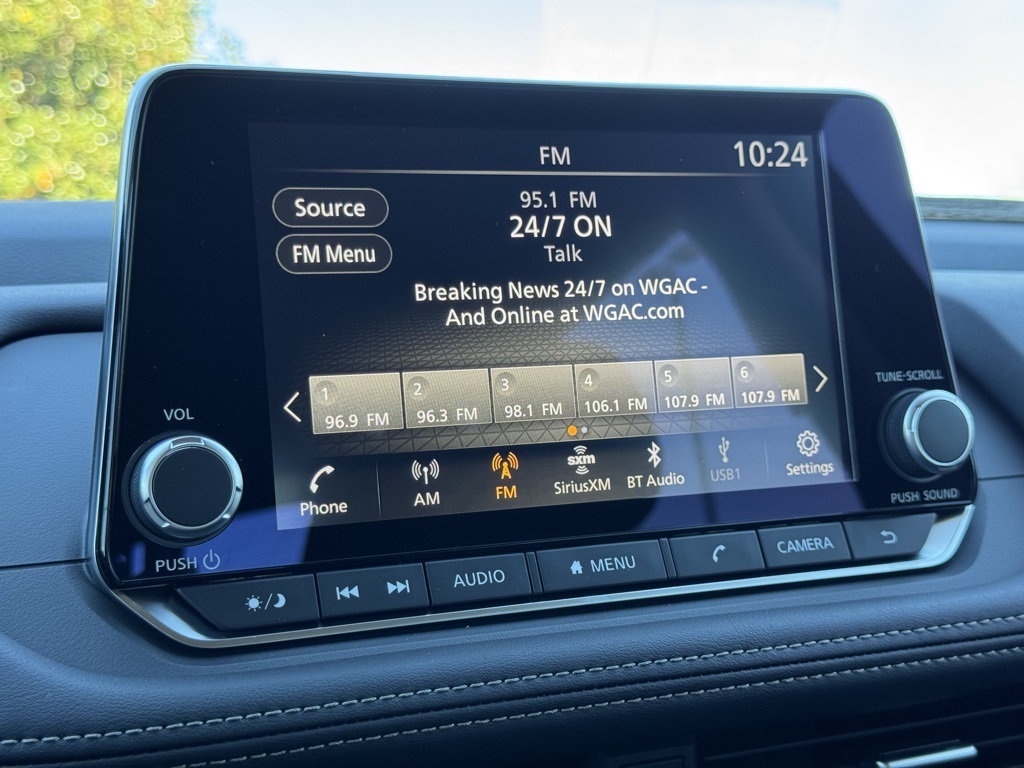 FM
10:24
Source
95.1 FM
24/7 ON
FM Menu
Talk
Breaking News 24/7 on WGAC -
And Online at WGAC.com
1
96.9 FM
2
96.3 FM
3
98.1 FM
4
106.1 FM
5
107.9 FM
6
107.9 FM
Phone
AM
FM
sxm
SiriusXM
BT Audio
USB1
Settings
VOL
PUSH
TUNE-SCROLL
PUSH SOUND
AUDIO
MENU
CAMERA